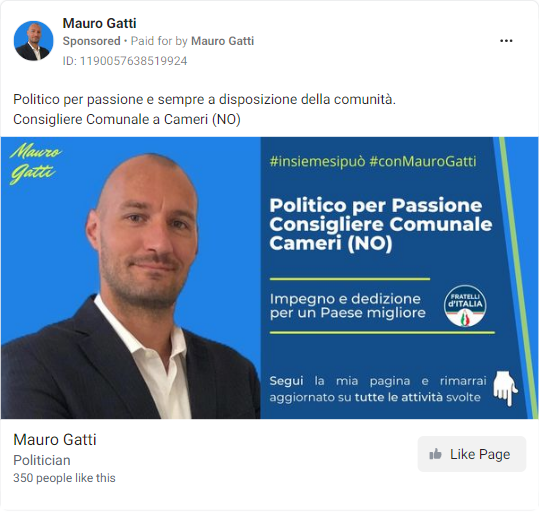 Mauro Gatti
Sponsored • Paid for by Mauro Gatti
ID: 1190057638519924
Politico per passione e sempre a disposizione della comunità.
Consigliere Comunale a Cameri (NO)
Mauro
Gatti
#insiemesipuò #conMauroGatti
Politico per Passione
Consigliere Comunale
Cameri (NO)
Impegno e dedizione
per un Paese migliore
FRATELLI
d'ITALIA
Segui la mia pagina e rimarrai
aggiornato su tutte le attività svolte
Mauro Gatti
Politician
350 people like this
Like Page